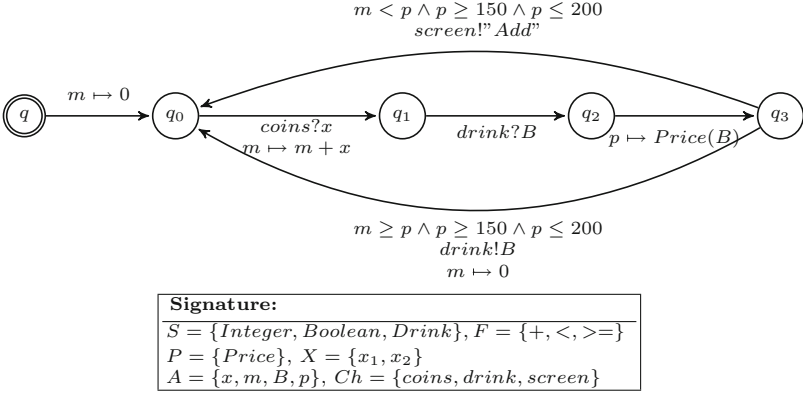 m < p ∧ p ≥ 150 ∧ p ≤ 200
screen!”Add”
m ↦ 0
q
q₀
q₁
q₂
q₃
coins?x
m ↦ m + x
drink?B
p ↦ Price(B)
m ≥ p ∧ p ≥ 150 ∧ p ≤ 200
drink!B
m ↦ 0
Signature:
S = {Integer, Boolean, Drink}, F = {+, <, >=}
P = {Price}, X = {x₁, x₂}
A = {x, m, B, p}, Ch = {coins, drink, screen}